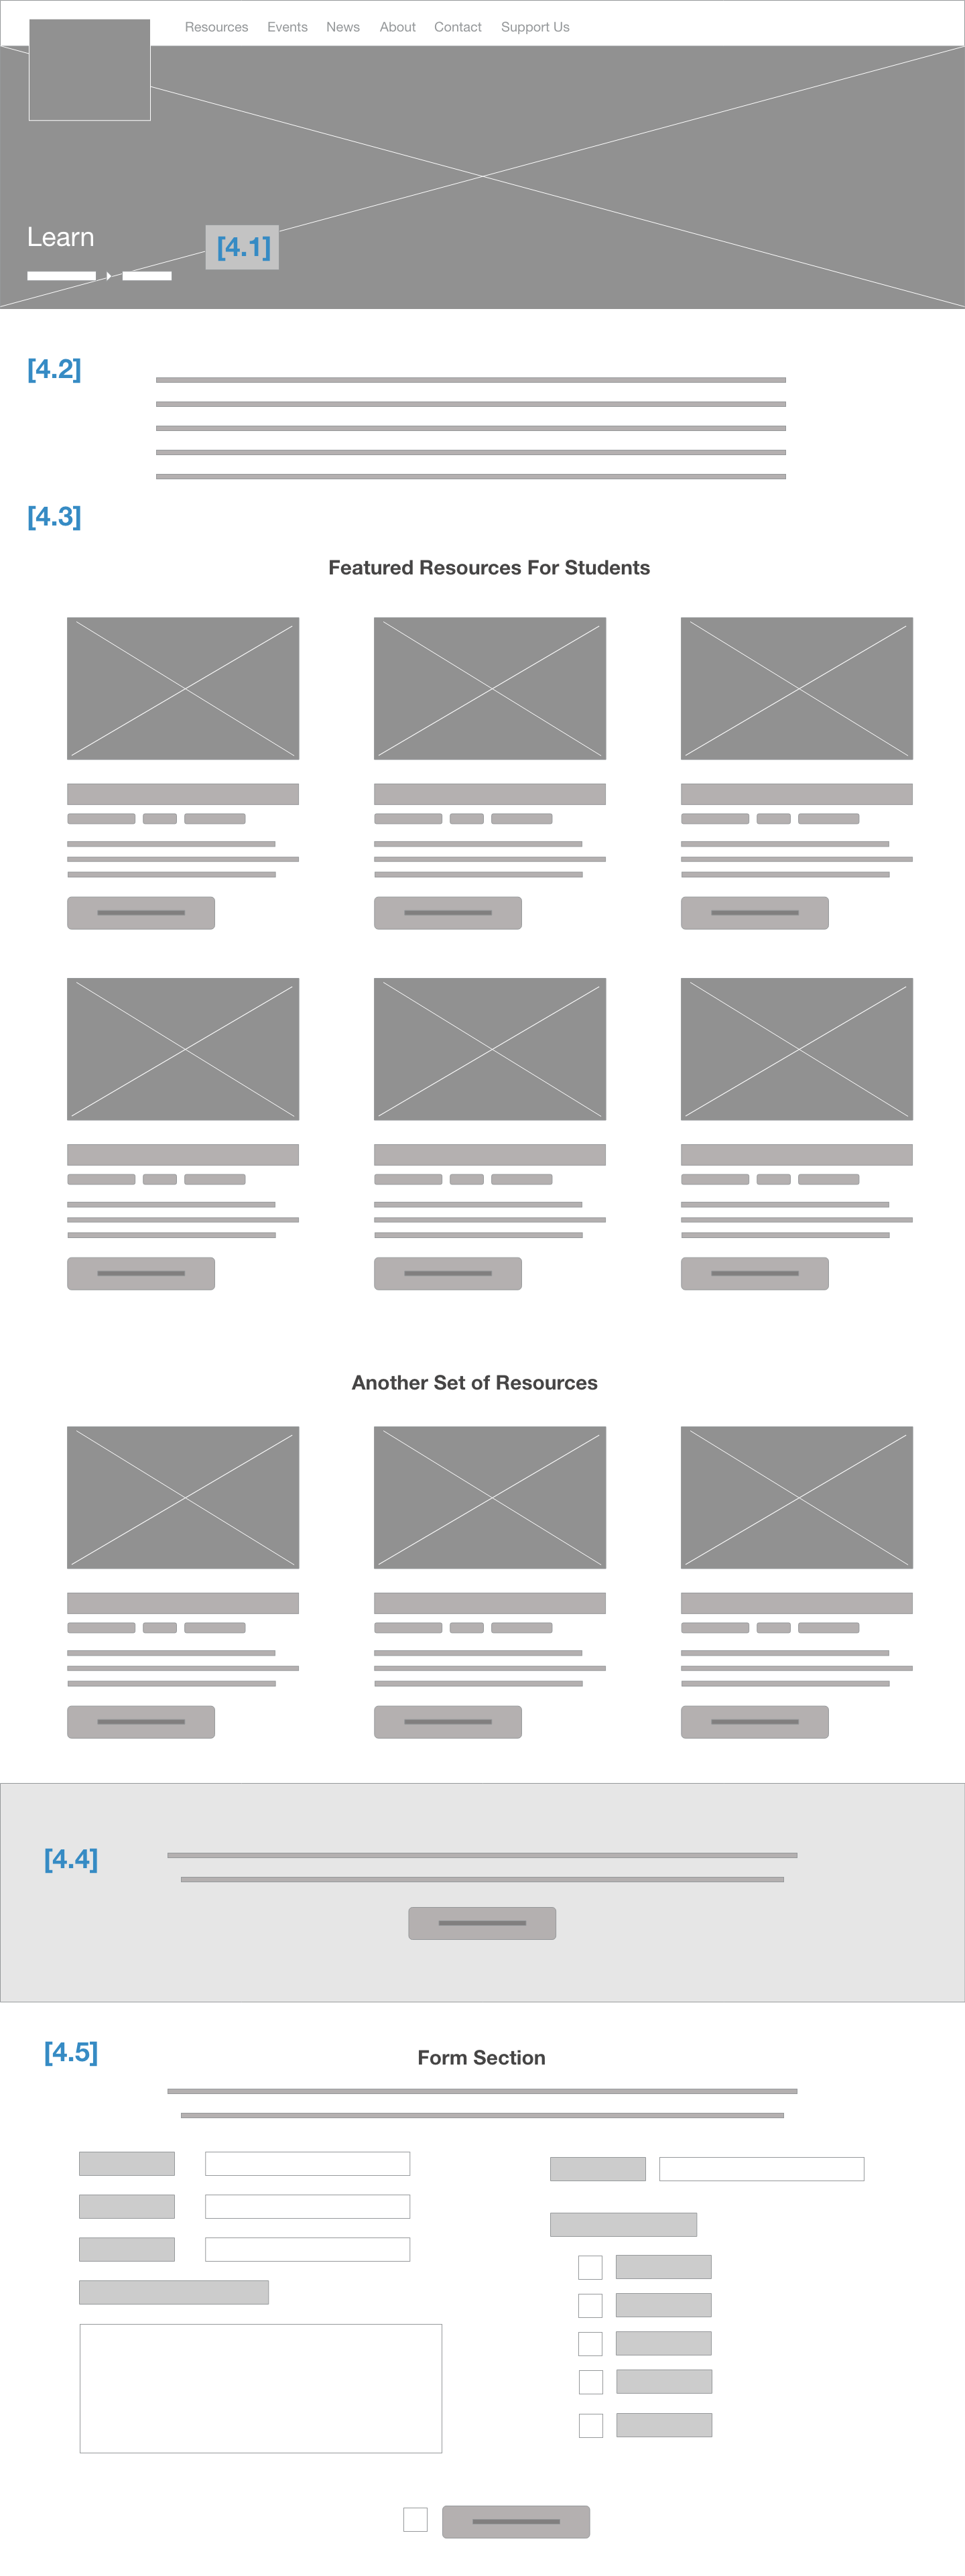 Resources Events News About Contact Support Us
Learn
[4.1]
[4.2]
[4.3]
Featured Resources For Students
Another Set of Resources
[4.4]
[4.5]
Form Section